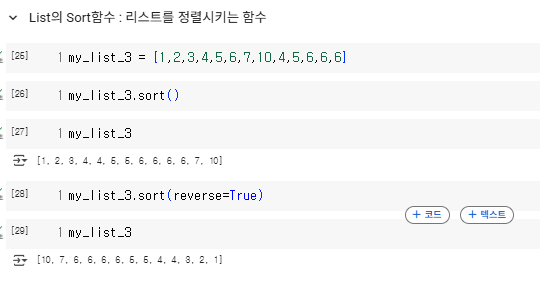 List의 Sort함수 : 리스트를 정렬시키는 함수
[25] 1 my_list_3 = [1,2,3,4,5,6,7,10,4,5,6,6,6]
[26] 1 my_list_3.sort()
[27] 1 my_list_3
[1, 2, 3, 4, 4, 5, 5, 6, 6, 6, 6, 7, 10]
[28] 1 my_list_3.sort(reverse=True)
+ 코드 + 텍스트
[29] 1 my_list_3
[10, 7, 6, 6, 6, 6, 5, 5, 4, 4, 3, 2, 1]